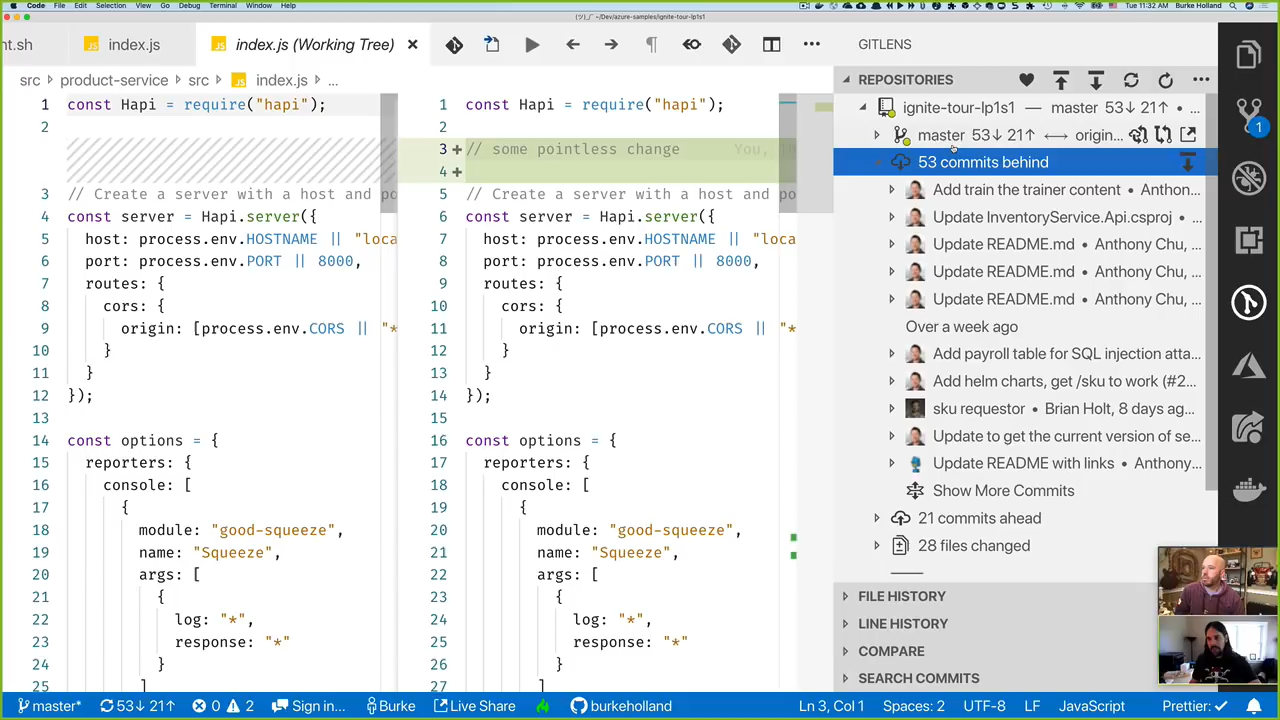 Code File Edit Selection View Go Debug Terminal Window Help
Tue 11:32 AM Burke Holland
~/Dev/azure-samples/ignite-tour-lp1s1
nt.sh index.js index.js (Working Tree)
src product-service src index.js ...
1 const Hapi = require("hapi");
2
3 // Create a server with a host and po
4 const server = Hapi.server({
5 host: process.env.HOSTNAME || "loca
6 port: process.env.PORT || 8000,
7 routes: {
8 cors: {
9 origin: [process.env.CORS || "*
10 }
11 }
12 });
13
14 const options = {
15 reporters: {
16 console: [
17 {
18 module: "good-squeeze",
19 name: "Squeeze",
20 args: [
21 {
22 log: "*",
23 response: "*"
24 }
25 ]
1 const Hapi = require("hapi");
2
3 + // some pointless change You,
4 +
5 // Create a server with a host and po
6 const server = Hapi.server({
7 host: process.env.HOSTNAME || "loca
8 port: process.env.PORT || 8000,
9 routes: {
10 cors: {
11 origin: [process.env.CORS || "*
12 }
13 }
14 });
15
16 const options = {
17 reporters: {
18 console: [
19 {
20 module: "good-squeeze",
21 name: "Squeeze",
22 args: [
23 {
24 log: "*",
25 response: "*"
26 }
27 ]
GITLENS
REPOSITORIES
ignite-tour-lp1s1 — master 53↓ 21↑ • ...
master 53↓ 21↑ ⟷ origin...
53 commits behind
Add train the trainer content • Anthon...
Update InventoryService.Api.csproj • ...
Update README.md • Anthony Chu, ...
Update README.md • Anthony Chu, ...
Update README.md • Anthony Chu, ...
Over a week ago
Add payroll table for SQL injection atta...
Add helm charts, get /sku to work (#2...
sku requestor • Brian Holt, 8 days ag...
Update to get the current version of se...
Update README with links • Anthony...
Show More Commits
21 commits ahead
28 files changed
FILE HISTORY
LINE HISTORY
COMPARE
SEARCH COMMITS
1
master* 53↓ 21↑ 0 2 Sign in... Burke Live Share burkeholland Ln 3, Col 1 Spaces: 2 UTF-8 LF JavaScript Prettier: ✓